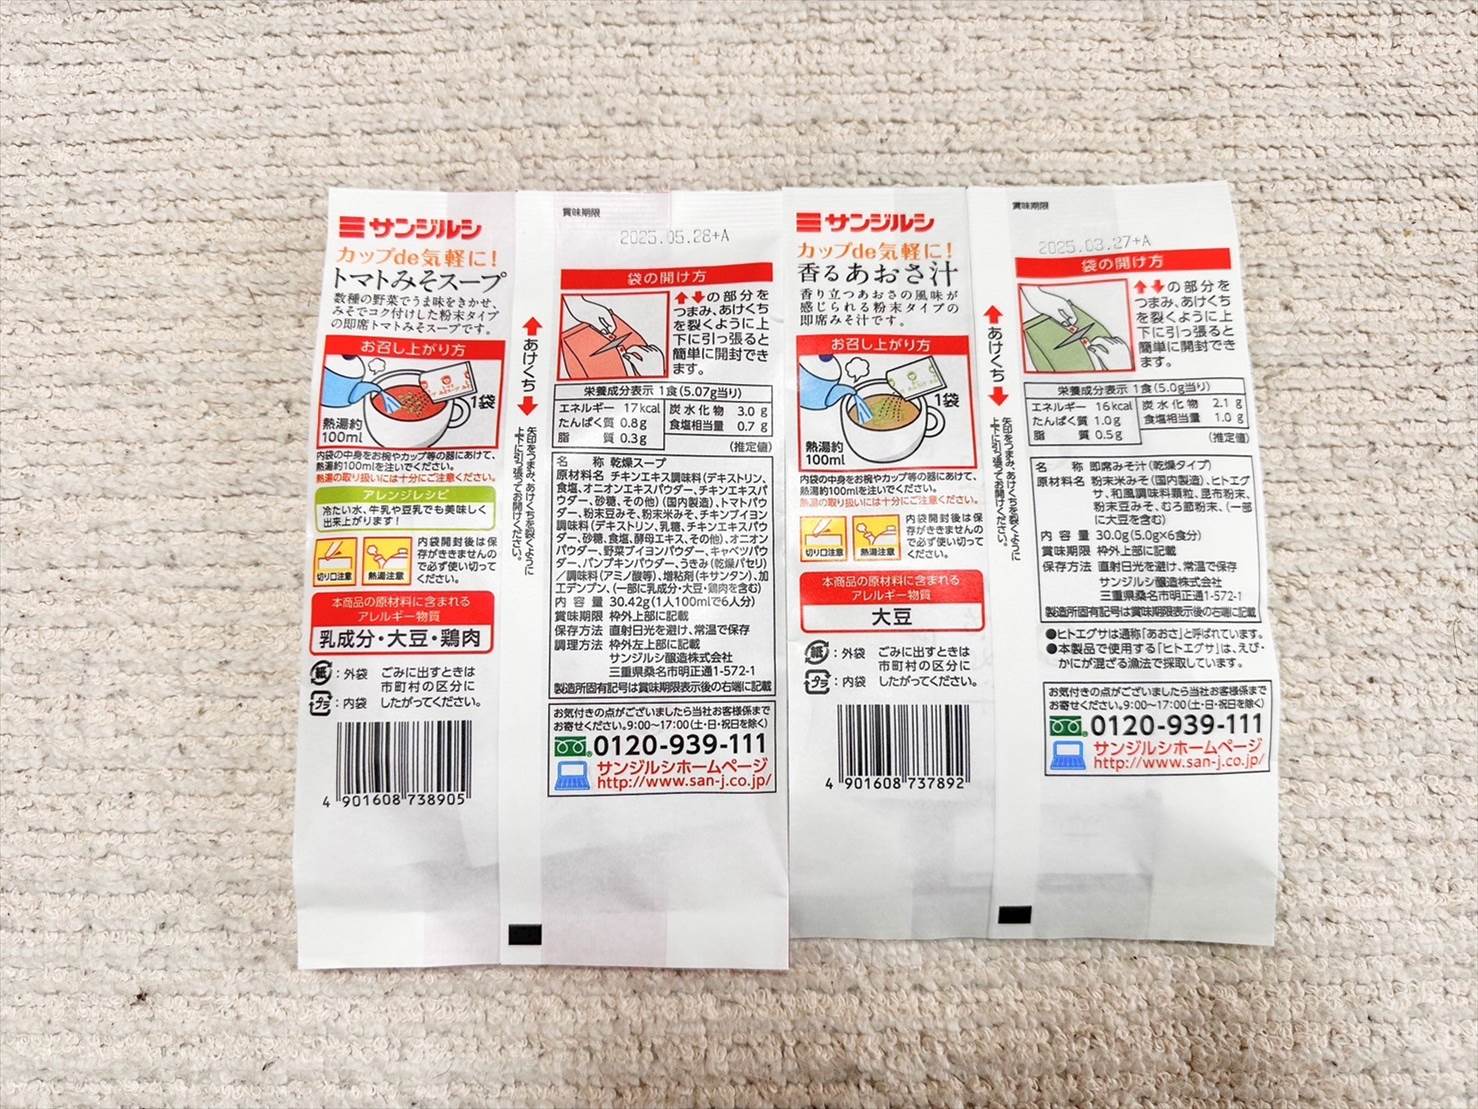 サンジルシ
カップde気軽に!
トマトみそスープ
数種の野菜でうま味をきかせ、
みそでコク付けした粉末タイプ
の即席トマトみそスープです。
お召し上がり方
1袋
熱湯約
100ml
内袋の中身をお椀やカップ等の器にあけて、
熱湯約100mlを注いでください。
熱湯の取り扱いには十分にご注意ください。
アレンジレシピ
冷たい水、牛乳や豆乳でも美味しく
出来上がります!
切り口注意
熱湯注意
内袋開封後は保
存がききませんの
で必ず使い切って
ください。
本商品の原材料に含まれる
アレルギー物質
乳成分・大豆・鶏肉
紙:外袋
プラ:内袋
ごみに出すときは
市町村の区分に
したがってください。
4 901608 738905
あけくち
矢印をつまみ、あけくちを裂くように
上下に引っ張ってお開けください。
賞味期限
2025.05.28+A
袋の開け方
の部分を
つまみ、あけくち
を裂くように上
下に引っ張ると
簡単に開封でき
ます。
栄養成分表示 1食(5.07g当り)
エネルギー 17kcal 炭水化物 3.0g
たんぱく質 0.8g 食塩相当量 0.7g
脂質 0.3g
(推定値)
名称 乾燥スープ
原材料名 チキンエキス調味料(デキストリン、
食塩、オニオンエキスパウダー、チキンエキスパ
ウダー、砂糖、その他)(国内製造)、トマトパウ
ダー、粉末豆みそ、粉末米みそ、チキンブイヨン
調味料(デキストリン、乳糖、チキンエキスパウ
ダー、砂糖、食塩、酵母エキス、その他)、オニオン
パウダー、野菜ブイヨンパウダー、キャベツパウ
ダー、パンプキンパウダー、うきみ(乾燥パセリ)
/調味料(アミノ酸等)、増粘剤(キサンタン)、加
工デンプン、(一部に乳成分・大豆・鶏肉を含む)
内容量 30.42g(1人100mlで6人分)
賞味期限 枠外上部に記載
保存方法 直射日光を避け、常温で保存
調理方法 枠外左上部に記載
サンジルシ醸造株式会社
三重県桑名市明正通1-572-1
製造所固有記号は賞味期限表示後の右端に記載
お気付きの点がございましたら当社お客様係まで
お寄せください。9:00〜17:00(土・日・祝日を除く)
0120-939-111
サンジルシホームページ
http://www.san-j.co.jp/
サンジルシ
カップde気軽に!
香るあおさ汁
香り立つあおさの風味が
感じられる粉末タイプの
即席みそ汁です。
お召し上がり方
1袋
熱湯約
100ml
内袋の中身をお椀やカップ等の器にあけて、
熱湯約100mlを注いでください。
熱湯の取り扱いには十分にご注意ください。
切り口注意
熱湯注意
内袋開封後は保
存がききませんの
で必ず使い切って
ください。
本商品の原材料に含まれる
アレルギー物質
大豆
紙:外袋
プラ:内袋
ごみに出すときは
市町村の区分に
したがってください。
4 901608 737892
あけくち
矢印をつまみ、あけくちを裂くように
上下に引っ張ってお開けください。
賞味期限
2025.03.27+A
袋の開け方
の部分を
つまみ、あけくち
を裂くように上
下に引っ張ると
簡単に開封でき
ます。
栄養成分表示 1食(5.0g当り)
エネルギー 16kcal 炭水化物 2.1g
たんぱく質 1.0g 食塩相当量 1.0g
脂質 0.5g
(推定値)
名称 即席みそ汁(乾燥タイプ)
原材料名 粉末米みそ(国内製造)、ヒトエグ
サ、和風調味料顆粒、昆布粉末、
粉末豆みそ、むろ節粉末、(一部
に大豆を含む)
内容量 30.0g(5.0g×6食分)
賞味期限 枠外上部に記載
保存方法 直射日光を避け、常温で保存
サンジルシ醸造株式会社
三重県桑名市明正通1-572-1
製造所固有記号は賞味期限表示後の右端に記載
●ヒトエグサは通称「あおさ」と呼ばれています。
●本製品で使用する「ヒトエグサ」は、えび・
かにが混ざる漁法で採取しています。
お気付きの点がございましたら当社お客様係まで
お寄せください。9:00〜17:00(土・日・祝日を除く)
0120-939-111
サンジルシホームページ
http://www.san-j.co.jp/